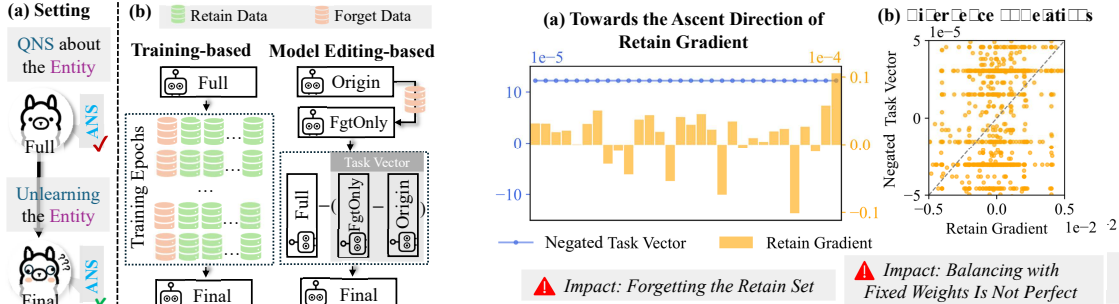 (a) Setting
QNS about
the Entity
ANS
Full
Unlearning
the Entity
???
ANS
Final
(b)
Retain Data
Forget Data
Training-based
Full
Training Epochs
...
...
...
...
...
Final
Model Editing-based
Origin
FgtOnly
Task Vector
Full
–(
FgtOnly
–
Origin
)
Final
(a) Towards the Ascent Direction of
Retain Gradient
1e−5
1e−4
10
0
−10
0.1
0.0
−0.1
Negated Task Vector
Retain Gradient
Impact: Forgetting the Retain Set
(b)
1e−5
Negated Task Vector
5
0
−5
−0.5
0.0
0.5
Retain Gradient
1e−2
-2
Impact: Balancing with
Fixed Weights Is Not Perfect